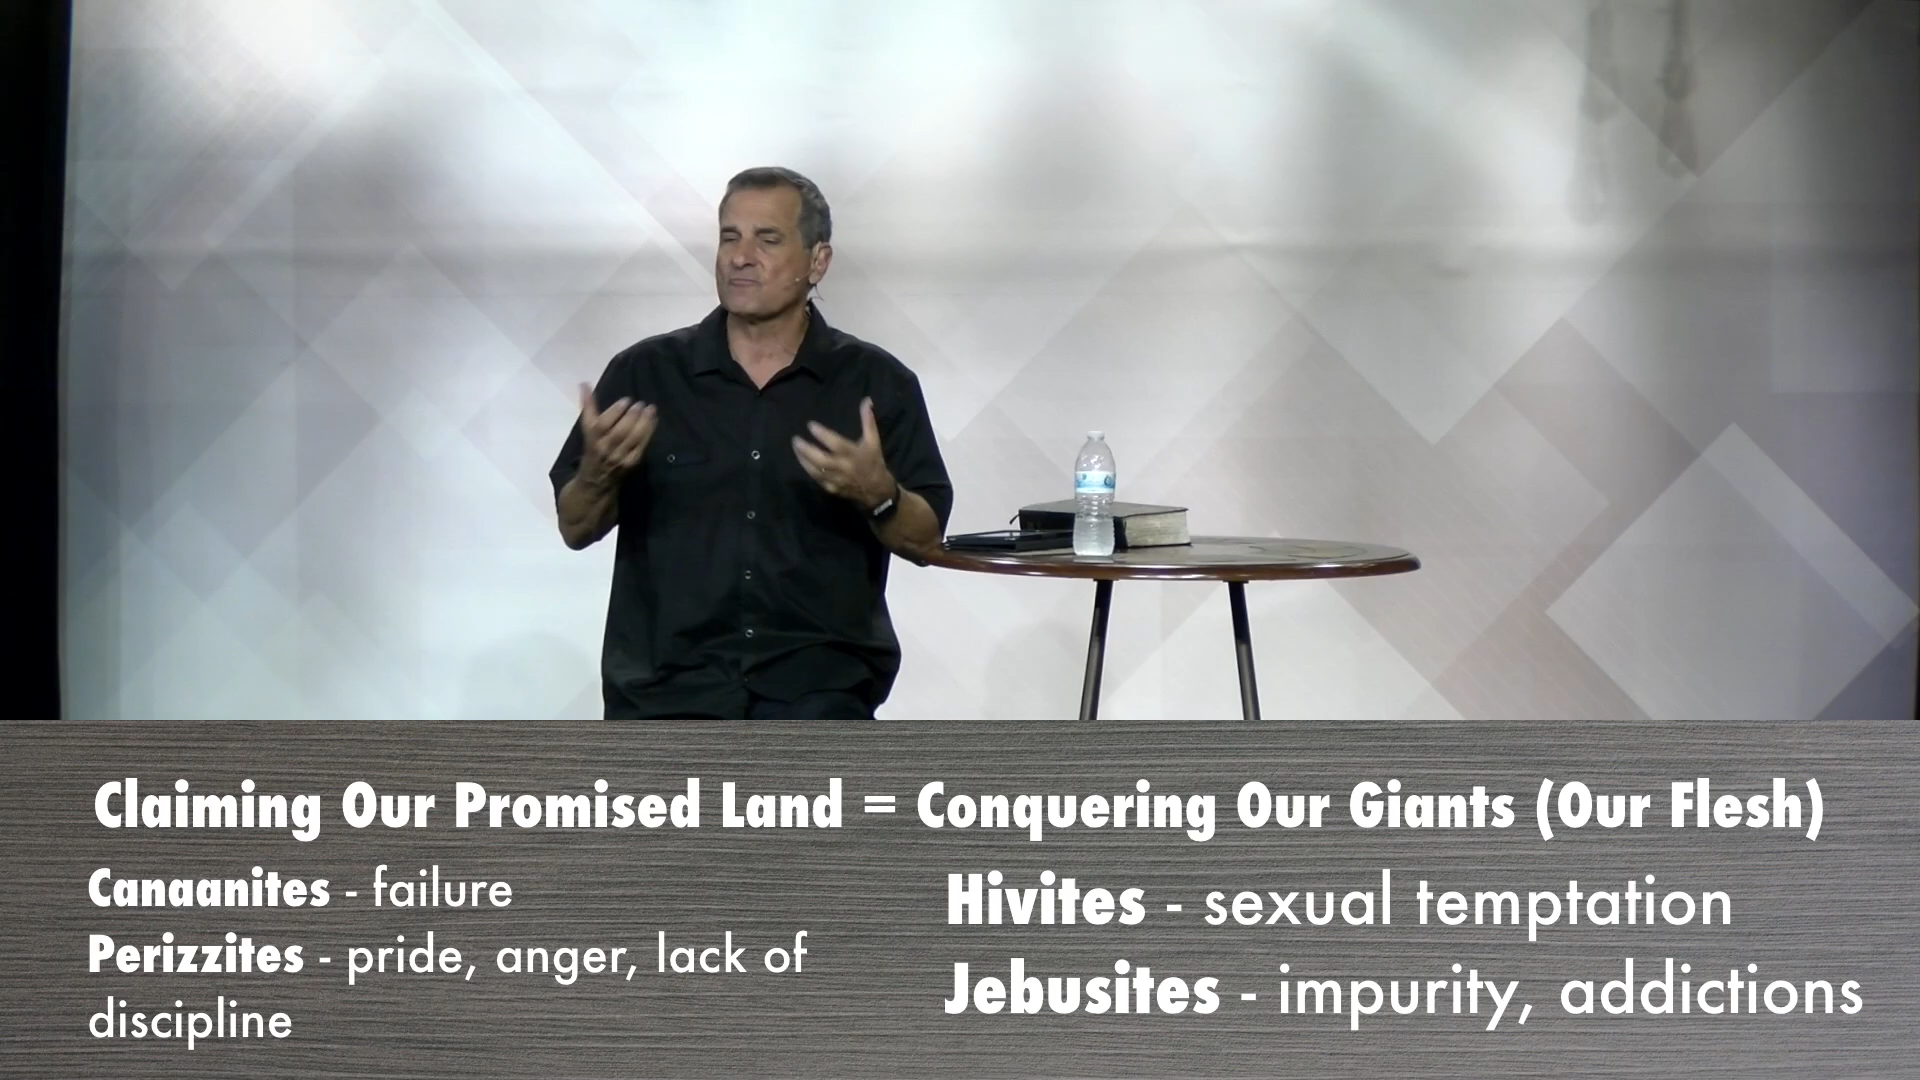 Claiming Our Promised Land = Conquering Our Giants (Our Flesh)
Canaanites - failure
Perizzites - pride, anger, lack of
discipline
Hivites - sexual temptation
Jebusites - impurity, addictions